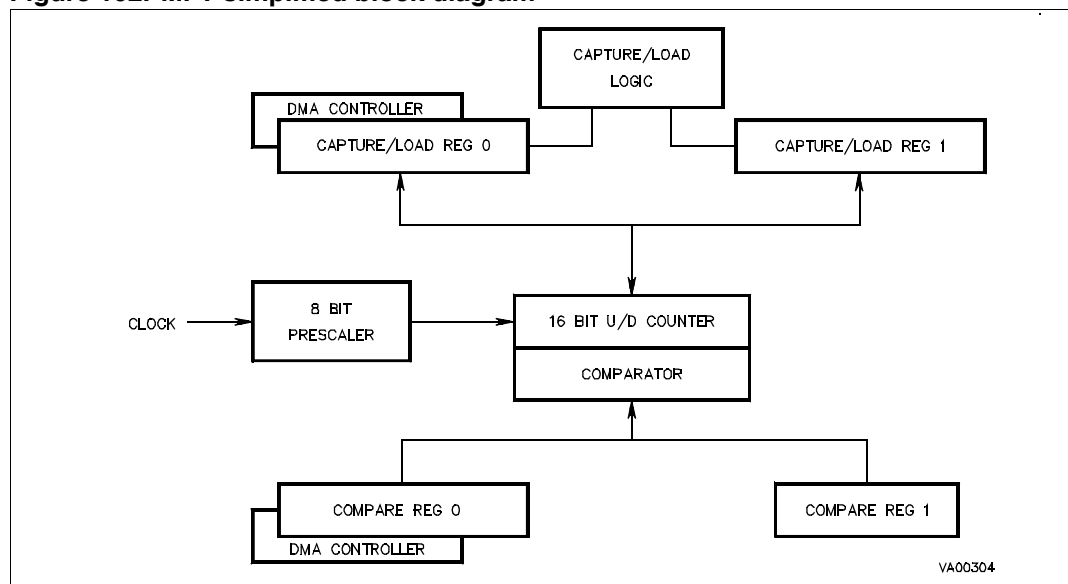 CAPTURE/LOAD
LOGIC
DMA CONTROLLER
CAPTURE/LOAD REG 0
CAPTURE/LOAD REG 1
8 BIT
PRESCALER
CLOCK
16 BIT U/D COUNTER
COMPARATOR
COMPARE REG 0
COMPARE REG 1
DMA CONTROLLER
VA00304